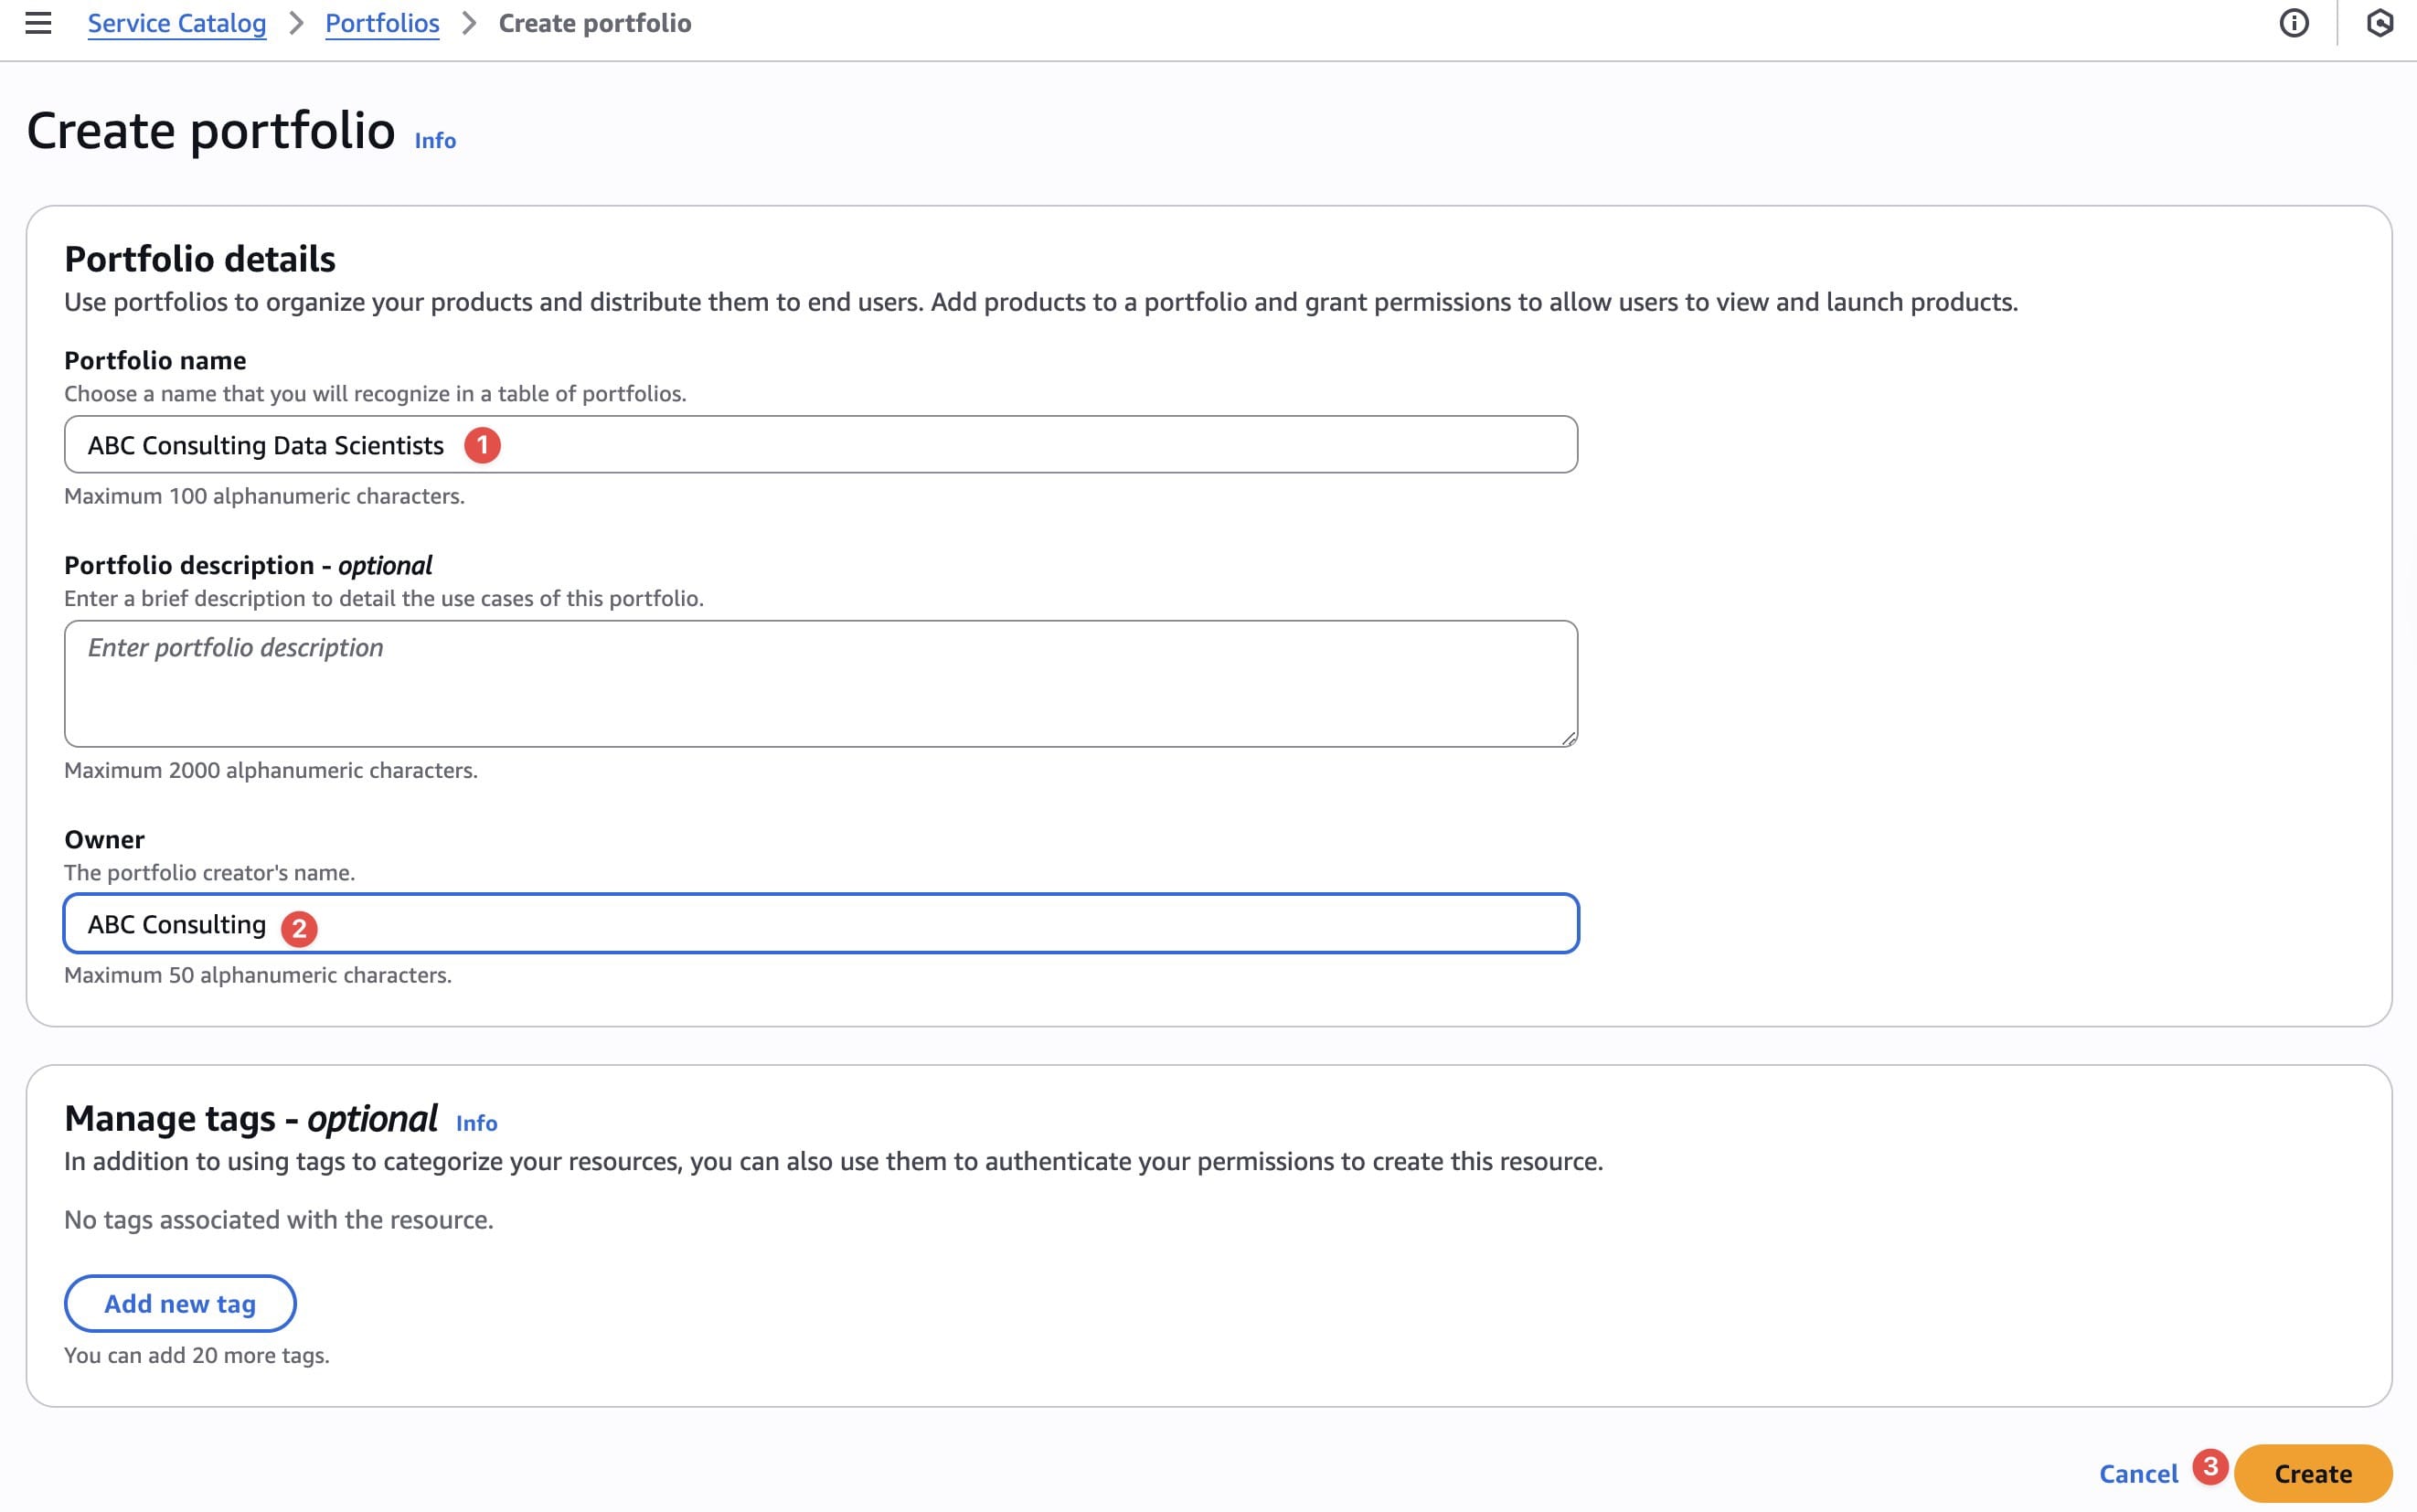 Service Catalog > Portfolios > Create portfolio
Create portfolio Info
Portfolio details
Use portfolios to organize your products and distribute them to end users. Add products to a portfolio and grant permissions to allow users to view and launch products.
Portfolio name
Choose a name that you will recognize in a table of portfolios.
ABC Consulting Data Scientists 1
Maximum 100 alphanumeric characters.
Portfolio description - optional
Enter a brief description to detail the use cases of this portfolio.
Enter portfolio description
Maximum 2000 alphanumeric characters.
Owner
The portfolio creator's name.
ABC Consulting 2
Maximum 50 alphanumeric characters.
Manage tags - optional Info
In addition to using tags to categorize your resources, you can also use them to authenticate your permissions to create this resource.
No tags associated with the resource.
Add new tag
You can add 20 more tags.
Cancel 3 Create